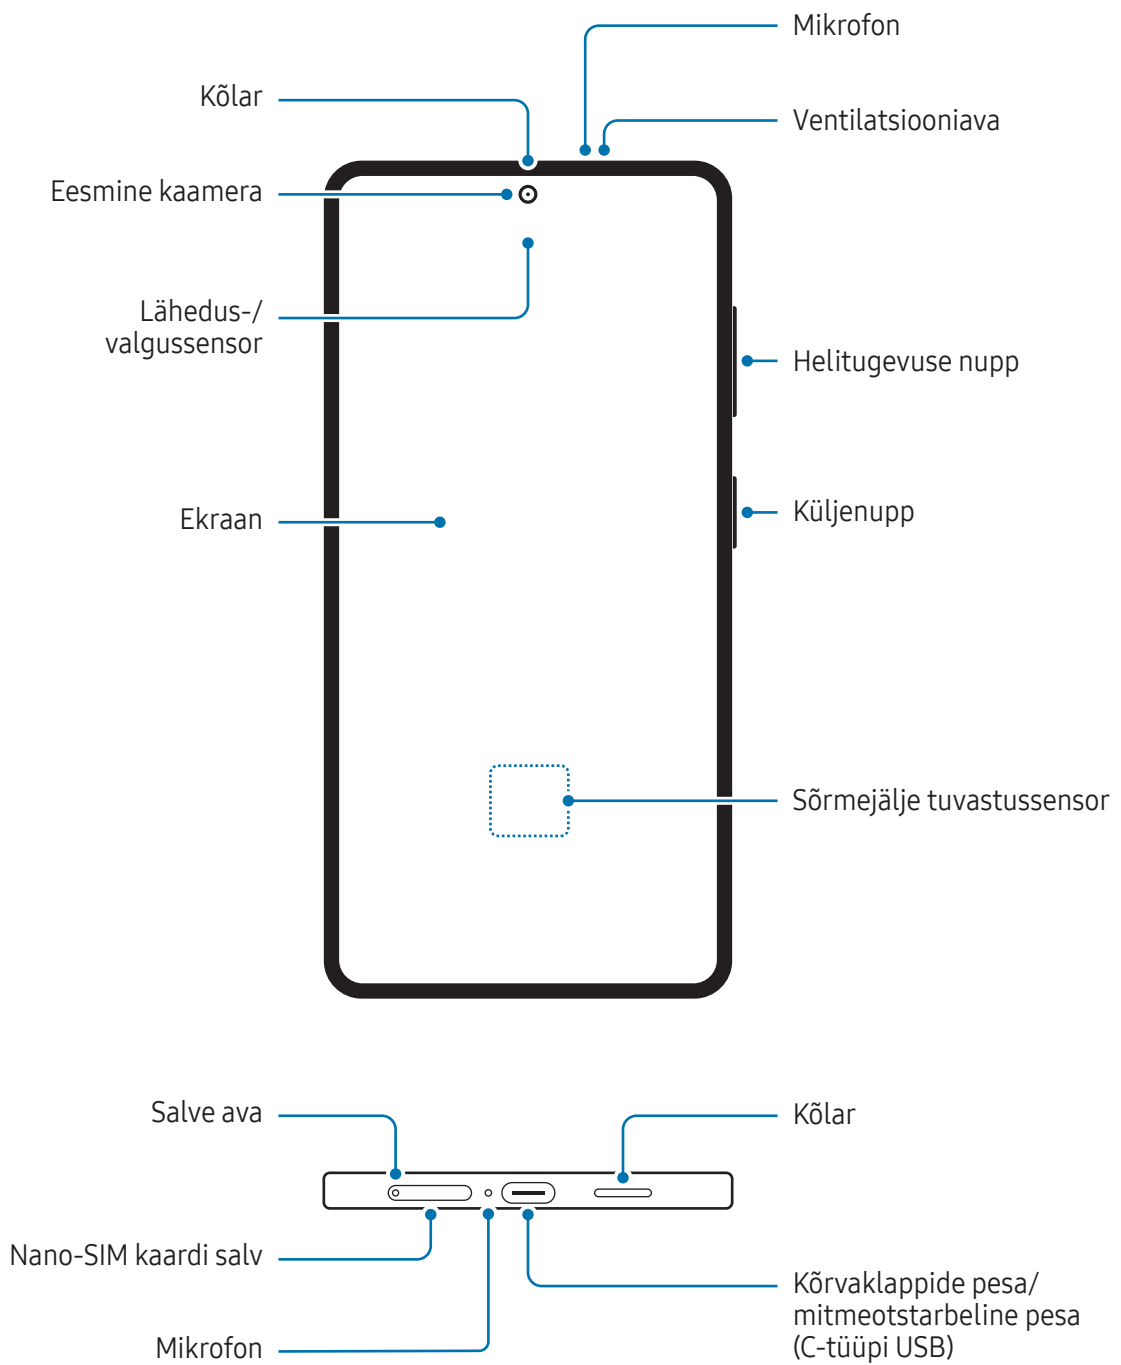 Mikrofon
Kõlar
Ventilatsiooniava
Eesmine kaamera
Lähedus-/
valgussensor
Helitugevuse nupp
Ekraan
Küljenupp
Sõrmejälje tuvastussensor
Salve ava
Kõlar
Nano-SIM kaardi salv
Kõrvaklappide pesa/
mitmeotstarbeline pesa
(C-tüüpi USB)
Mikrofon